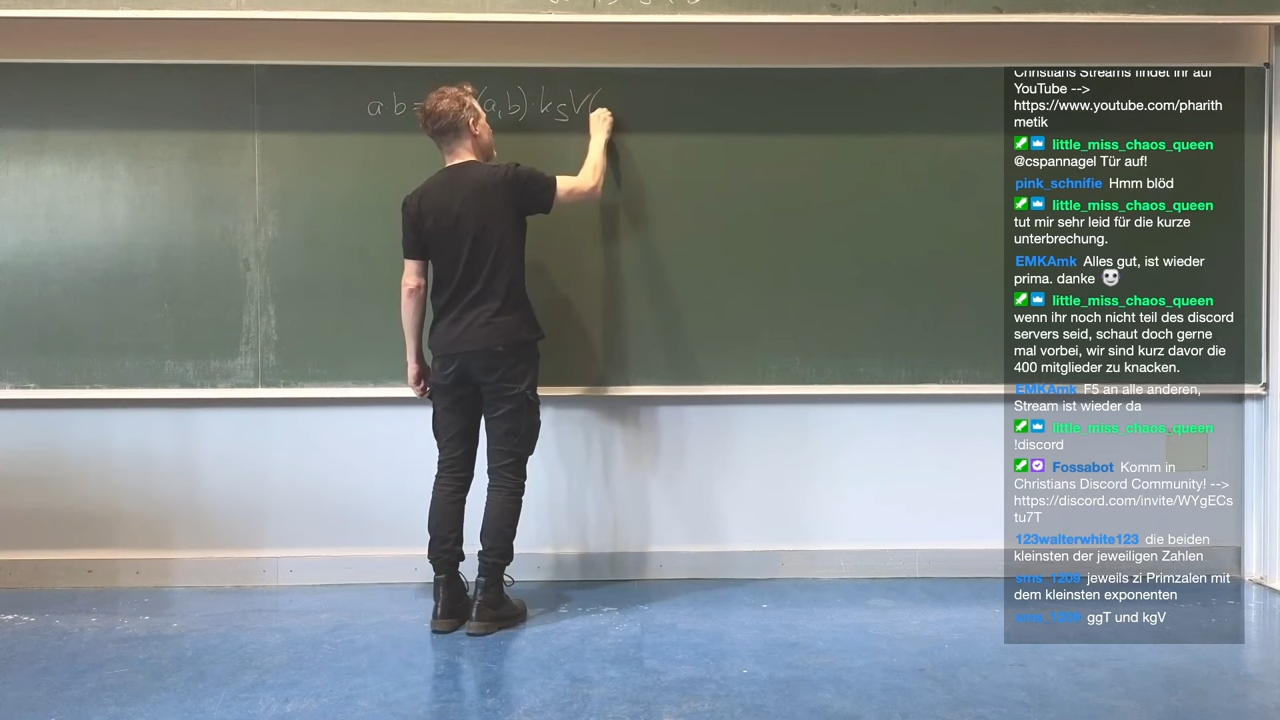 a b = (a,b) · kgV(
Christians Streams findet ihr auf
YouTube -->
https://www.youtube.com/pharith
metik
little_miss_chaos_queen
@cspannagel Tür auf!
pink_schnifie Hmm blöd
little_miss_chaos_queen
tut mir sehr leid für die kurze
unterbrechung.
EMKAmk Alles gut, ist wieder
prima. danke
little_miss_chaos_queen
wenn ihr noch nicht teil des discord
servers seid, schaut doch gerne
mal vorbei, wir sind kurz davor die
400 mitglieder zu knacken.
EMKAmk F5 an alle anderen,
Stream ist wieder da
little_miss_chaos_queen
!discord
Fossabot Komm in
Christians Discord Community! -->
https://discord.com/invite/WYgECs
tu7T
123walterwhite123 die beiden
kleinsten der jeweiligen Zahlen
sms_1209 jeweils zi Primzalen mit
dem kleinsten exponenten
sms_1209 ggT und kgV